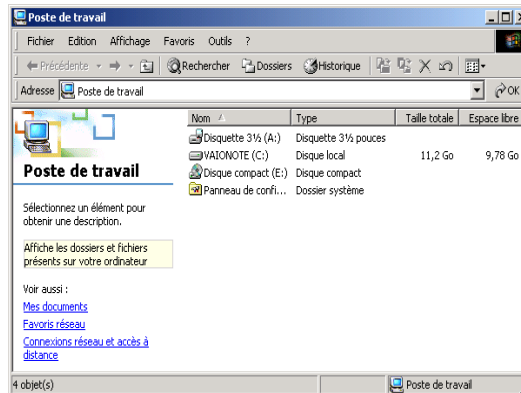 Poste de travail
Fichier Edition Affichage Favoris Outils ?
Précédente Rechercher Dossiers Historique
Adresse Poste de travail OK
Poste de travail
Sélectionnez un élément pour
obtenir une description.
Affiche les dossiers et fichiers
présents sur votre ordinateur
Voir aussi :
Mes documents
Favoris réseau
Connexions réseau et accès à
distance
Nom Type Taille totale Espace libre
Disquette 3½ (A:) Disquette 3½ pouces
VAIONOTE (C:) Disque local 11,2 Go 9,78 Go
Disque compact (E:) Disque compact
Panneau de confi... Dossier système
4 objet(s) Poste de travail